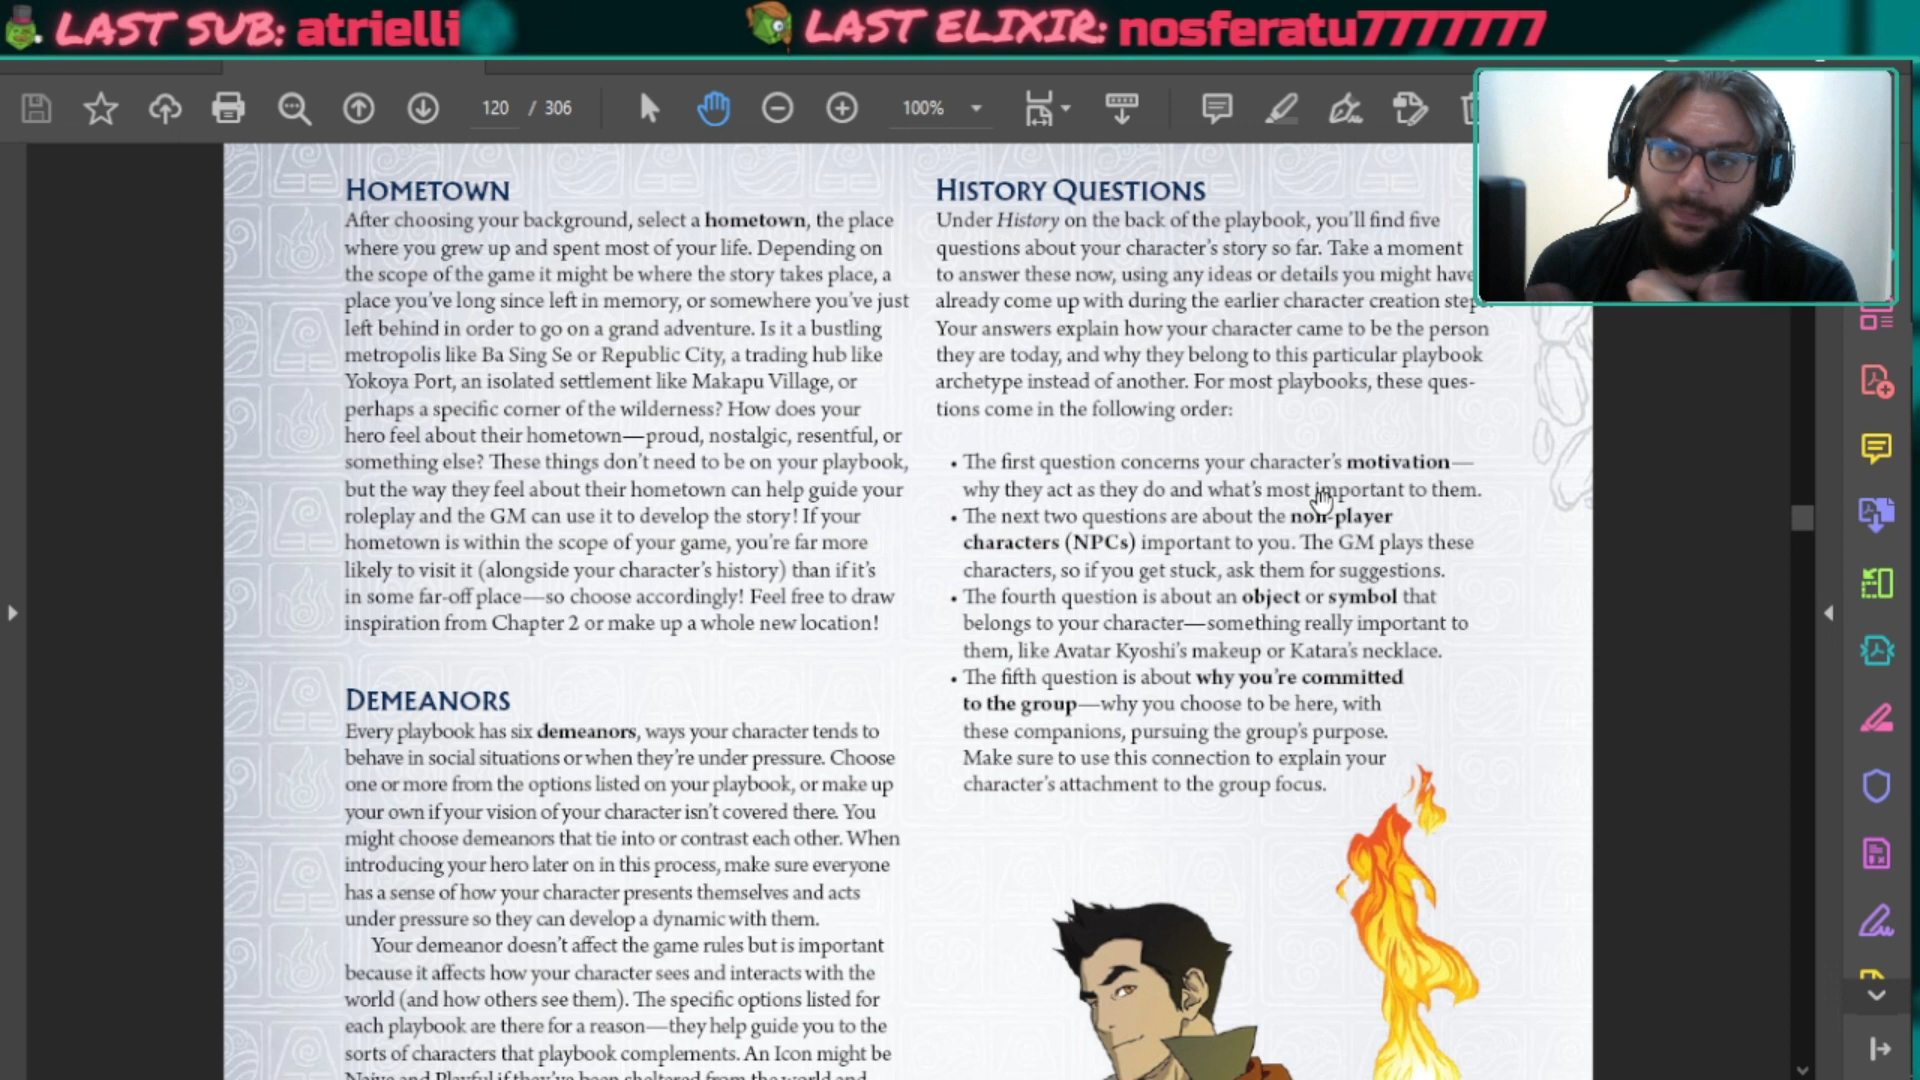 LAST SUB: atrielli
LAST ELIXIR: nosferatu7777777
120 / 306
100%
HOMETOWN
After choosing your background, select a hometown, the place
where you grew up and spent most of your life. Depending on
the scope of the game it might be where the story takes place, a
place you've long since left in memory, or somewhere you've just
left behind in order to go on a grand adventure. Is it a bustling
metropolis like Ba Sing Se or Republic City, a trading hub like
Yokoya Port, an isolated settlement like Makapu Village, or
perhaps a specific corner of the wilderness? How does your
hero feel about their hometown—proud, nostalgic, resentful, or
something else? These things don't need to be on your playbook,
but the way they feel about their hometown can help guide your
roleplay and the GM can use it to develop the story! If your
hometown is within the scope of your game, you're far more
likely to visit it (alongside your character's history) than if it's
in some far-off place—so choose accordingly! Feel free to draw
inspiration from Chapter 2 or make up a whole new location!
DEMEANORS
Every playbook has six demeanors, ways your character tends to
behave in social situations or when they're under pressure. Choose
one or more from the options listed on your playbook, or make up
your own if your vision of your character isn't covered there. You
might choose demeanors that tie into or contrast each other. When
introducing your hero later on in this process, make sure everyone
has a sense of how your character presents themselves and acts
under pressure so they can develop a dynamic with them.
Your demeanor doesn't affect the game rules but is important
because it affects how your character sees and interacts with the
world (and how others see them). The specific options listed for
each playbook are there for a reason—they help guide you to the
sorts of characters that playbook complements. An Icon might be
Naive and Playful if they've been sheltered from the world and
HISTORY QUESTIONS
Under History on the back of the playbook, you'll find five
questions about your character's story so far. Take a moment
to answer these now, using any ideas or details you might have
already come up with during the earlier character creation steps.
Your answers explain how your character came to be the person
they are today, and why they belong to this particular playbook
archetype instead of another. For most playbooks, these ques-
tions come in the following order:
• The first question concerns your character's motivation—
why they act as they do and what's most important to them.
• The next two questions are about the non-player
characters (NPCs) important to you. The GM plays these
characters, so if you get stuck, ask them for suggestions.
• The fourth question is about an object or symbol that
belongs to your character—something really important to
them, like Avatar Kyoshi's makeup or Katara's necklace.
• The fifth question is about why you're committed
to the group—why you choose to be here, with
these companions, pursuing the group's purpose.
Make sure to use this connection to explain your
character's attachment to the group focus.